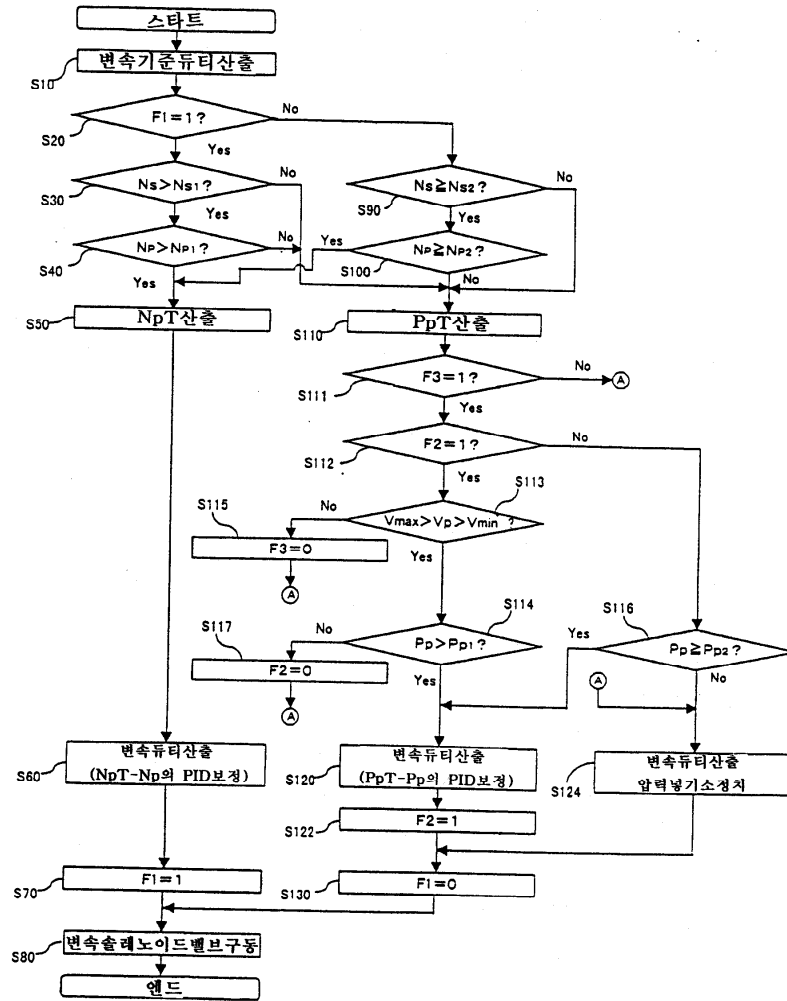 스타트
변속기준듀티산출
S10
F1=1?
No
S20
Yes
Ns>Ns1?
No
S30
Yes
Ns≧Ns2?
No
S90
Yes
Np>Np1?
No
S40
Yes
Np≧Np2?
Yes
S100
No
NpT산출
S50
PpT산출
S110
F3=1?
No
A
S111
Yes
F2=1?
No
S112
Yes
S113
Vmax>Vp>Vmin ?
No
Yes
S115
F3=0
A
S114
Pp>Pp1?
No
Yes
S117
F2=0
A
S116
Pp≧Pp2?
Yes
No
A
변속듀티산출
(NpT-Np의 PID보정)
S60
변속듀티산출
(PpT-Pp의 PID보정)
S120
변속듀티산출
압력넣기소정치
S124
F2=1
S122
F1=1
S70
F1=0
S130
변속솔레노이드밸브구동
S80
엔드